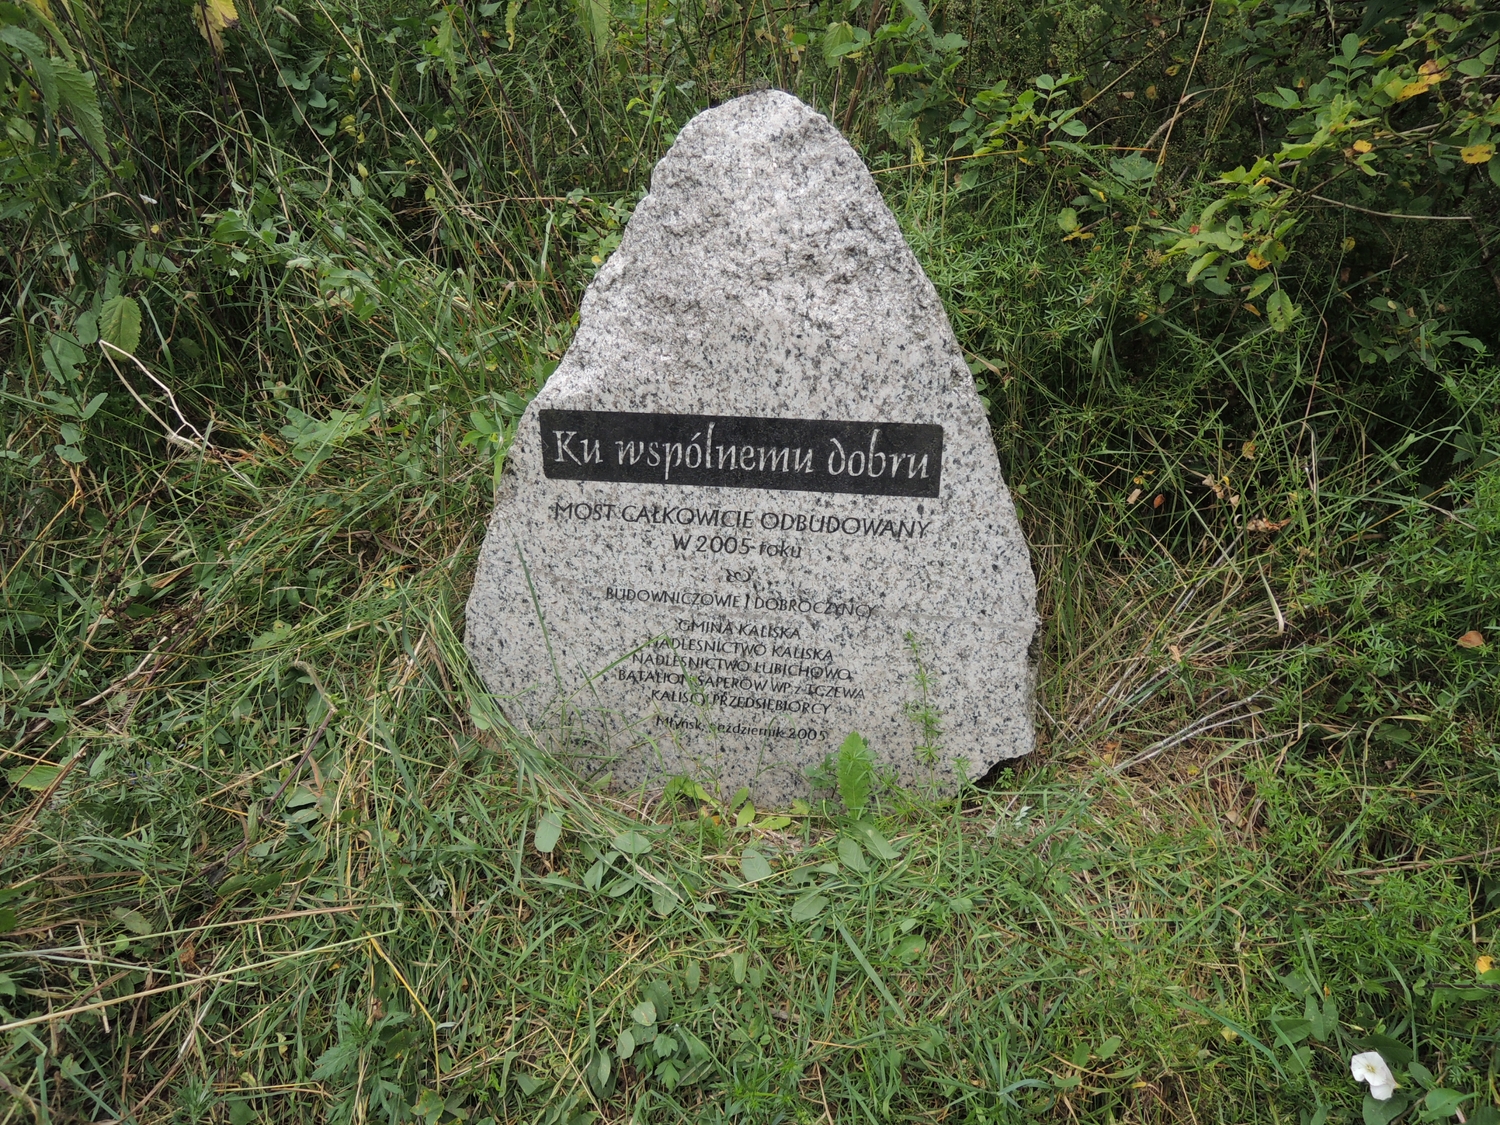 Ku wspólnemu dobru
MOST CAŁKOWICIE ODBUDOWANY
W 2005 roku
BUDOWNICZOWIE I DOBROCZYŃCY
GMINA KALISKA
NADLEŚNICTWO KALISKA
NADLEŚNICTWO LUBICHOWO
BATALION SAPERÓW WP z TCZEWA
KALISCY PRZEDSIĘBIORCY
październik 2005